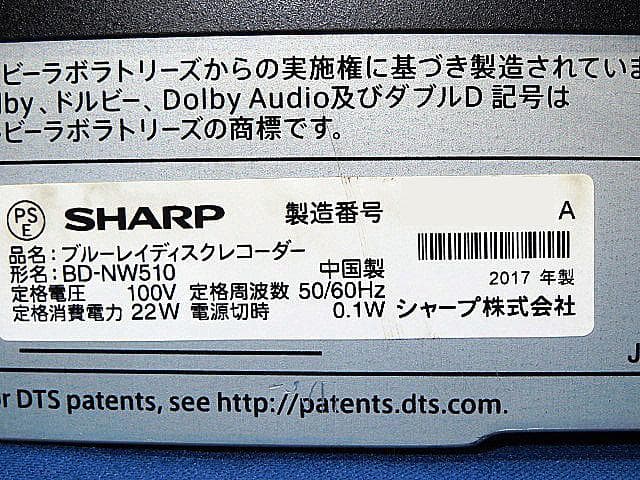 ビーラボラトリーズからの実施権に基づき製造されていま
lby、ドルビー、Dolby Audio及びダブルD 記号は
ビーラボラトリーズの商標です。
PSE SHARP 製造番号 A
品名:ブルーレイディスクレコーダー
形名:BD-NW510 中国製 2017 年製
定格電圧 100V 定格周波数 50/60Hz シャープ株式会社
定格消費電力 22W 電源切時 0.1W
J
or DTS patents, see http://patents.dts.com.